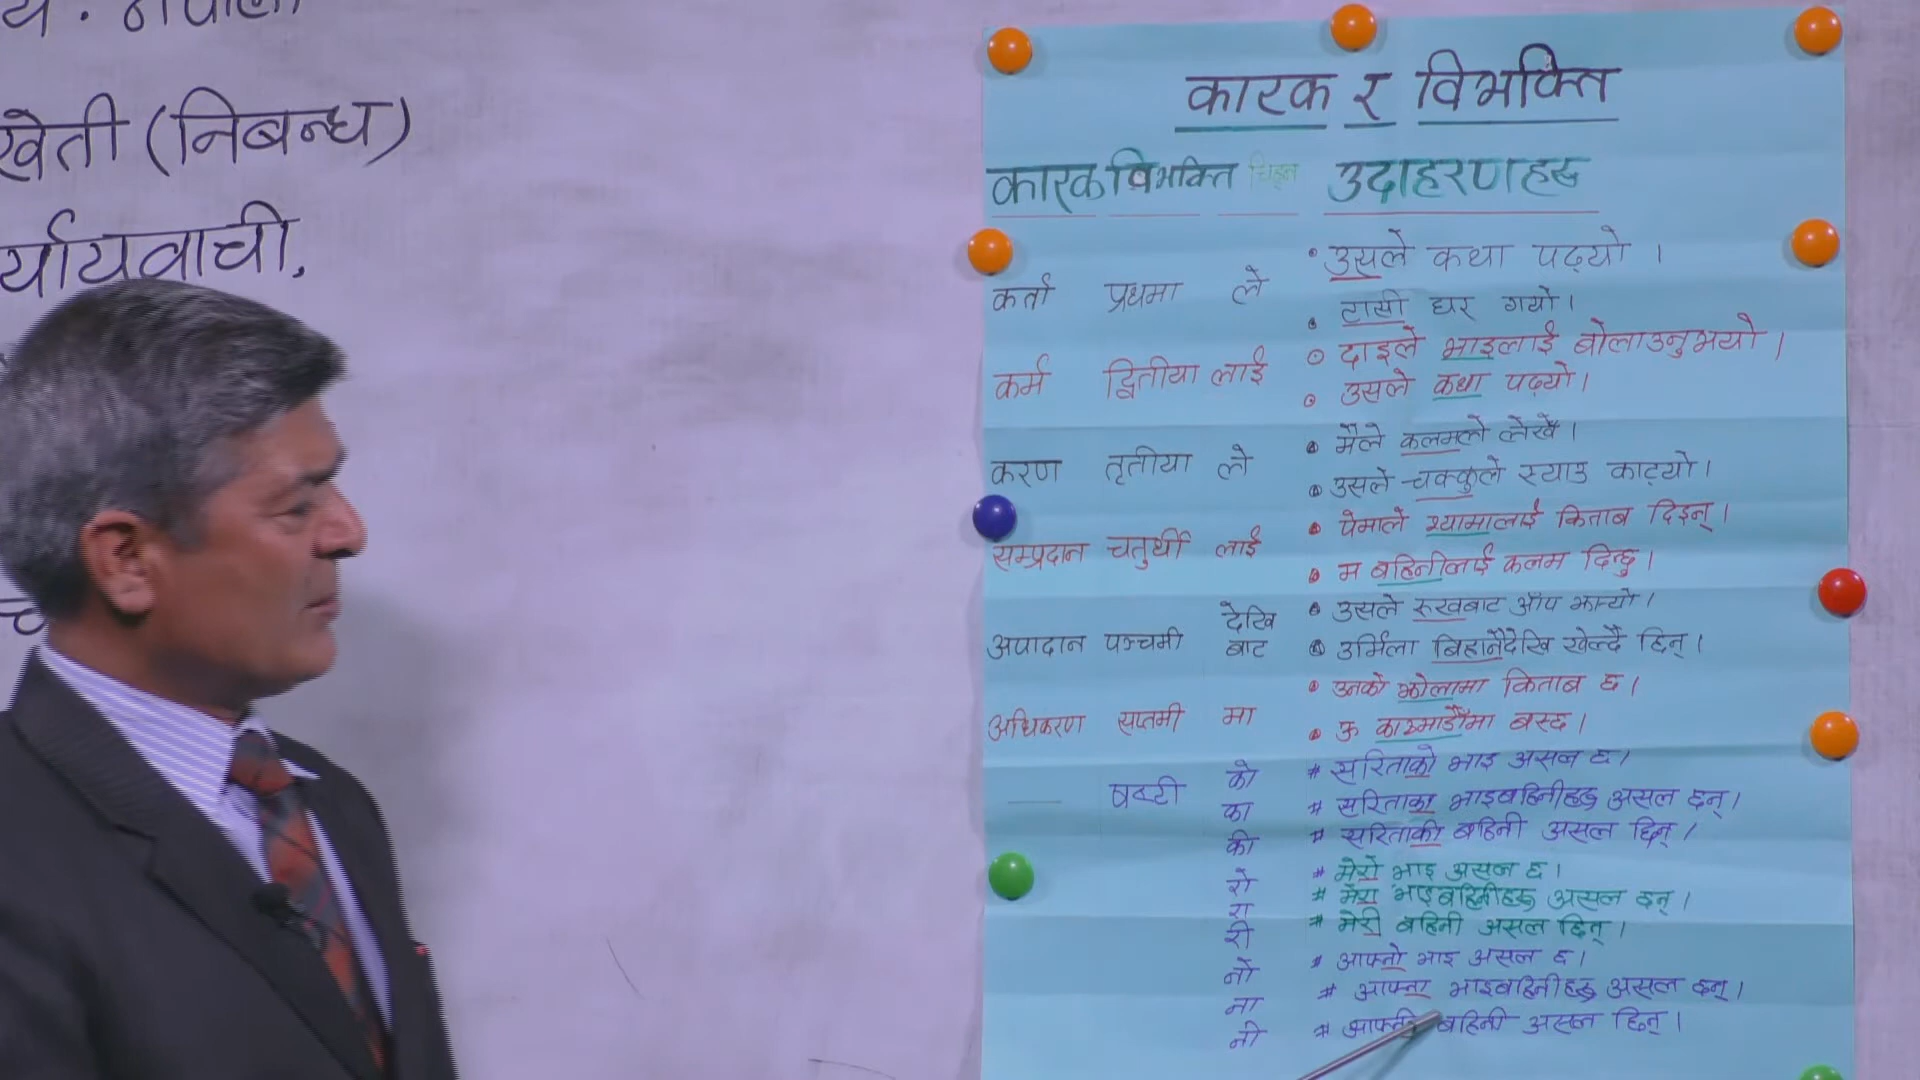 खेती (निबन्ध)
र्यायवाची,
कारक र विभक्ति
कारक विभक्ति चिह्न उदाहरणहरू
कर्ता प्रथमा ले
• उसले कथा पढ्यो ।
• टासी घर गयो ।
कर्म द्वितीया लाई
• दाइले भाइलाई बोलाउनुभयो ।
• उसले कथा पढ्यो ।
करण तृतीया ले
• मैले कलमले लेखेँ ।
• उसले चक्कुले स्याउ काट्यो ।
सम्प्रदान चतुर्थी लाई
• पेमाले श्यामालाई किताब दिइन् ।
• म बहिनीलाई कलम दिन्छु ।
अपादान पञ्चमी देखि बाट
• उसले रूखबाट आँप झार्‍यो ।
• उर्मिला बिहानैदेखि खेल्दै छिन् ।
अधिकरण सप्तमी मा
• उनको झोलामा किताब छ ।
• ऊ काठमाडौँमा बस्छ ।
— षष्टी
को # सरिताको भाइ असल छ ।
का # सरिताका भाइबहिनीहरू असल छन् ।
की # सरिताकी बहिनी असल छिन् ।
रो # मेरो भाइ असल छ ।
रा # मेरा भाइबहिनीहरू असल छन् ।
री # मेरी बहिनी असल छिन् ।
नो # आफ्नो भाइ असल छ ।
ना # आफ्ना भाइबहिनीहरू असल छन् ।
नी # आफ्नी बहिनी असल छिन् ।